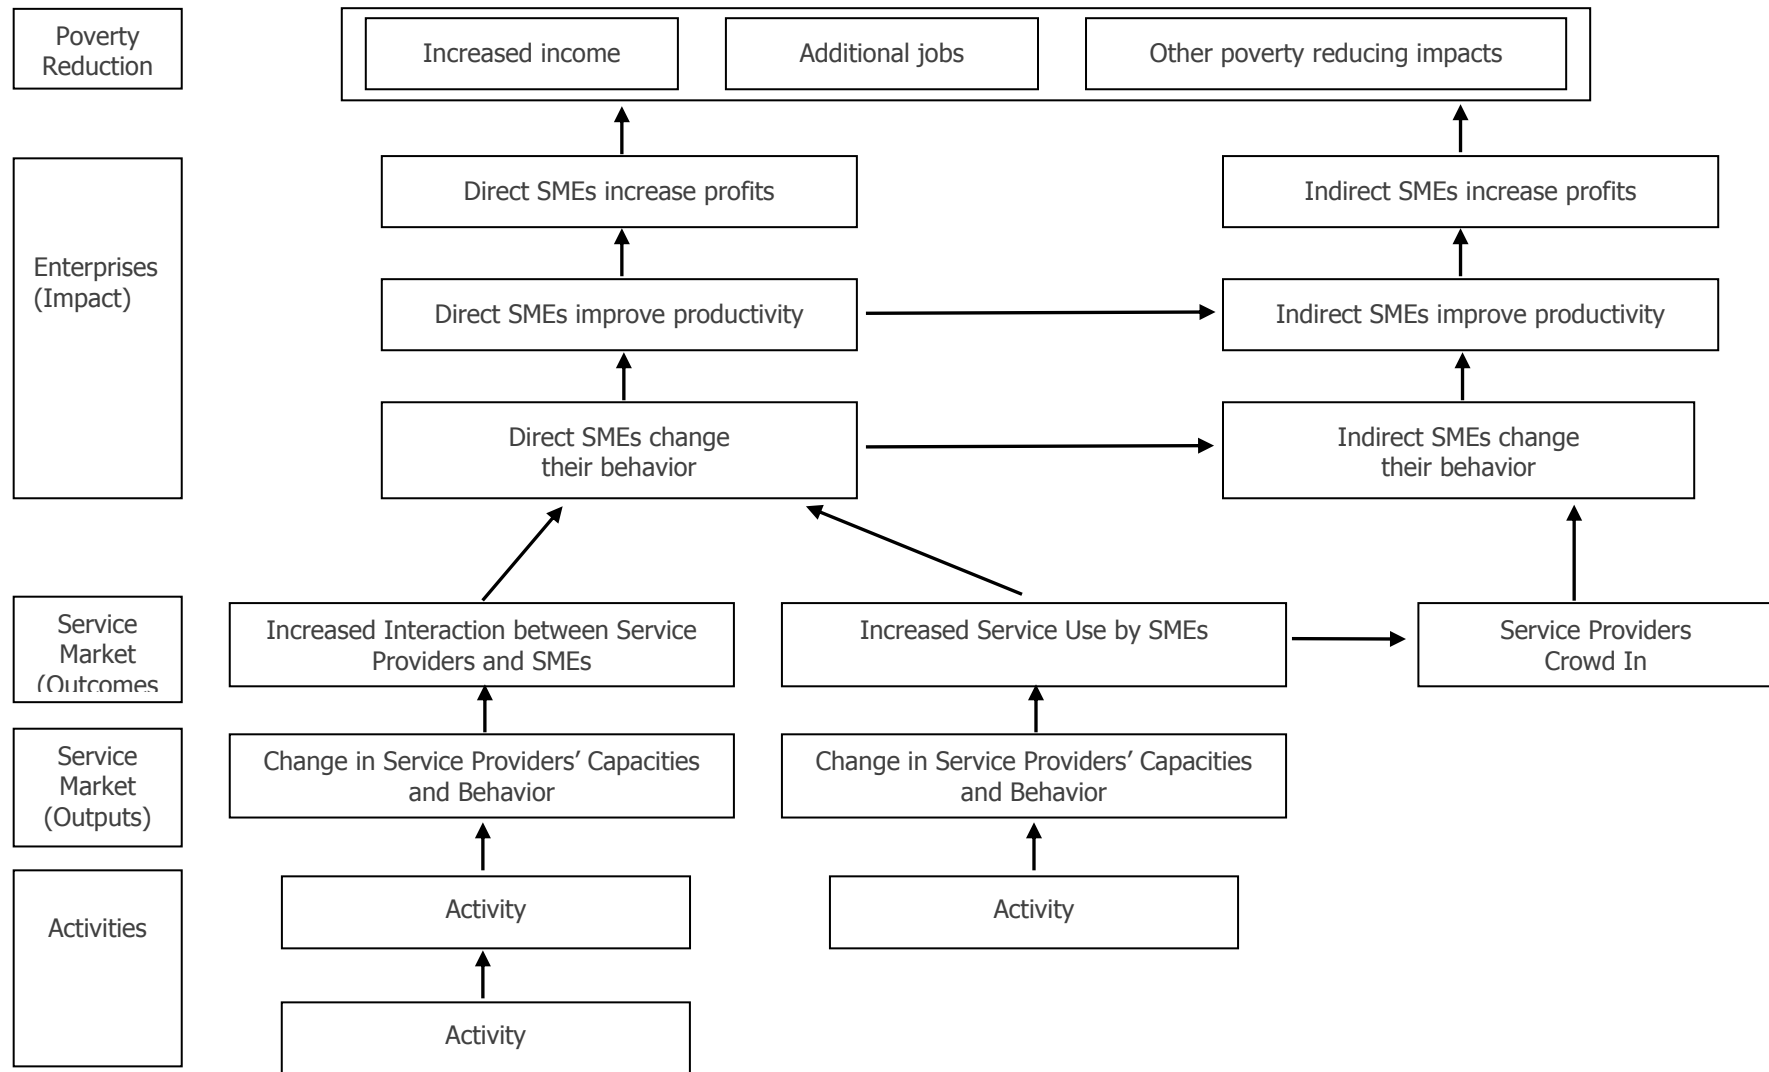 Poverty
Reduction
Increased income
Additional jobs
Other poverty reducing impacts
Enterprises
(Impact)
Direct SMEs increase profits
Indirect SMEs increase profits
Direct SMEs improve productivity
Indirect SMEs improve productivity
Direct SMEs change
their behavior
Indirect SMEs change
their behavior
Service
Market
(Outcomes
Increased Interaction between Service
Providers and SMEs
Increased Service Use by SMEs
Service Providers
Crowd In
Service
Market
(Outputs)
Change in Service Providers’ Capacities
and Behavior
Change in Service Providers’ Capacities
and Behavior
Activities
Activity
Activity
Activity